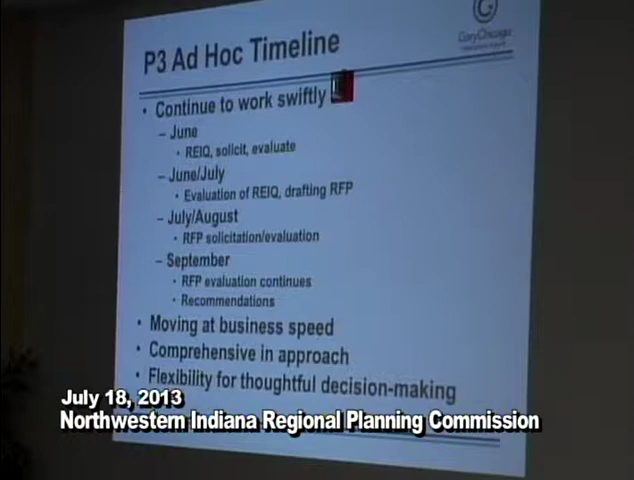 GaryChicago
P3 Ad Hoc Timeline
• Continue to work swiftly
– June
• REIQ, solicit, evaluate
– June/July
• Evaluation of REIQ, drafting RFP
– July/August
• RFP solicitation/evaluation
– September
• RFP evaluation continues
• Recommendations
• Moving at business speed
• Comprehensive in approach
• Flexibility for thoughtful decision-making
July 18, 2013
Northwestern Indiana Regional Planning Commission